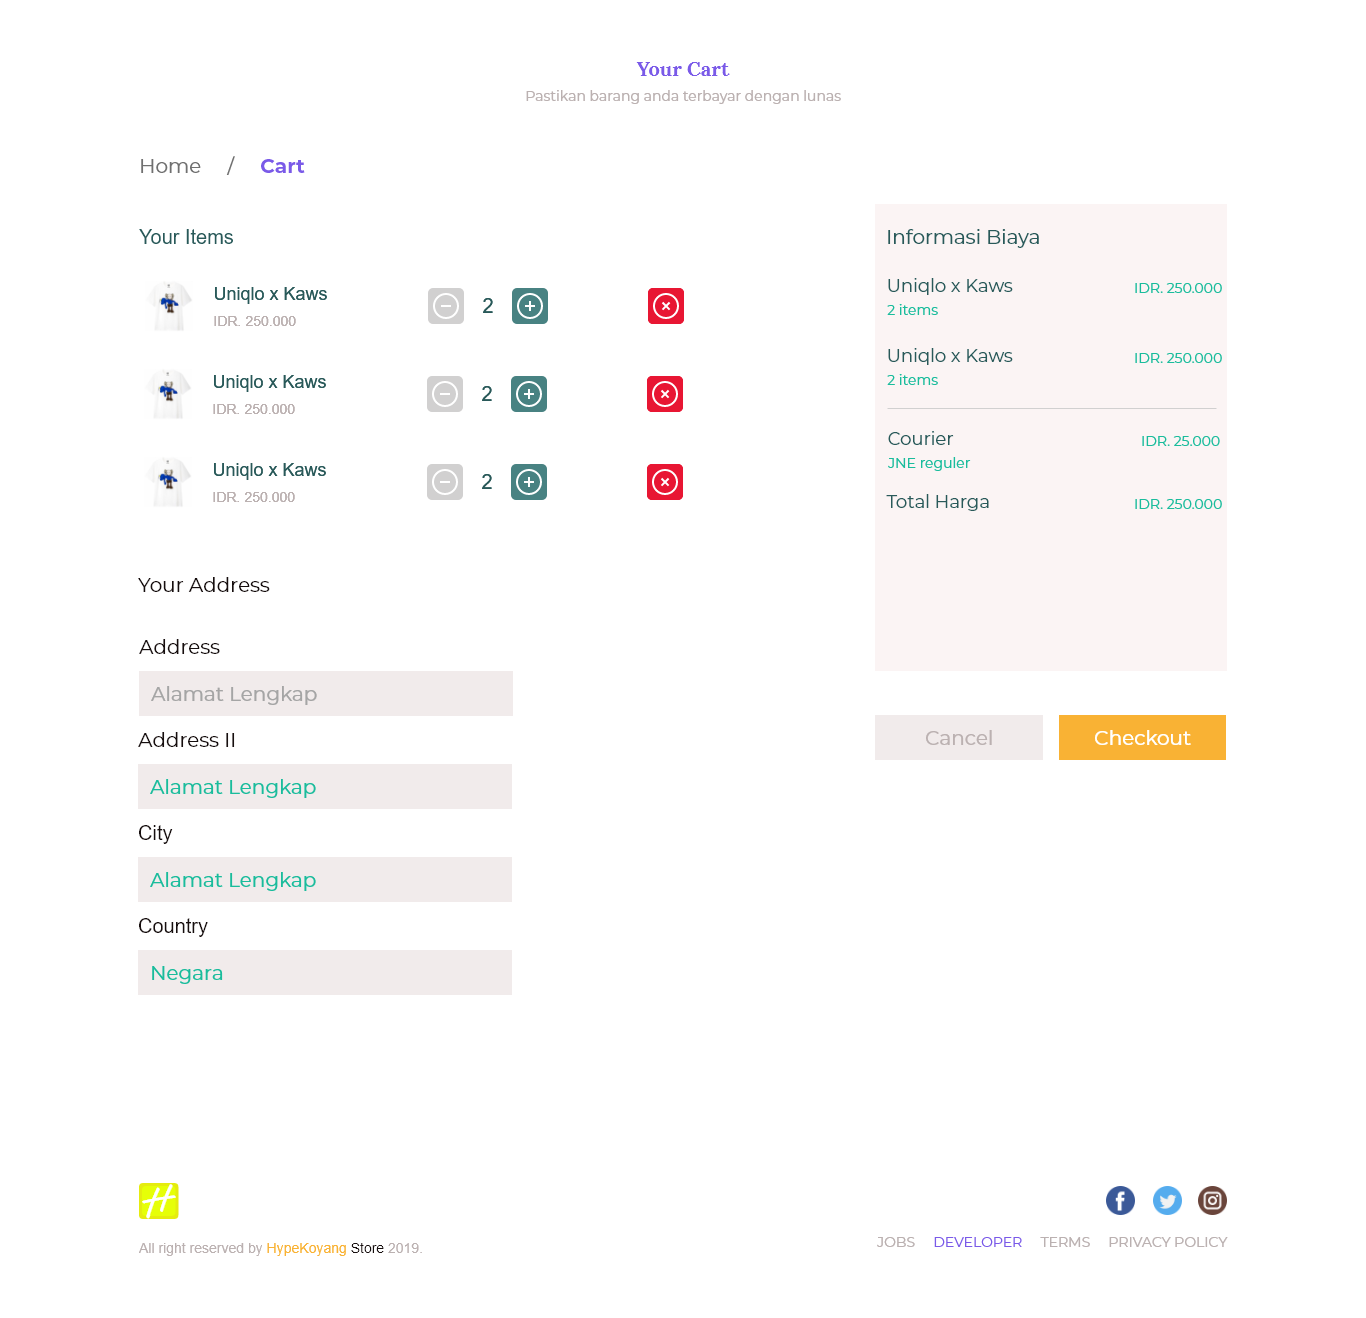 Your Cart
Pastikan barang anda terbayar dengan lunas
Home / Cart
Your Items
Uniqlo x Kaws
IDR. 250.000
2
Uniqlo x Kaws
IDR. 250.000
2
Uniqlo x Kaws
IDR. 250.000
2
Informasi Biaya
Uniqlo x Kaws IDR. 250.000
2 items
Uniqlo x Kaws IDR. 250.000
2 items
Courier IDR. 25.000
JNE reguler
Total Harga IDR. 250.000
Cancel Checkout
Your Address
Address
Alamat Lengkap
Address II
Alamat Lengkap
City
Alamat Lengkap
Country
Negara
H
All right reserved by HypeKoyang Store 2019.
JOBS DEVELOPER TERMS PRIVACY POLICY